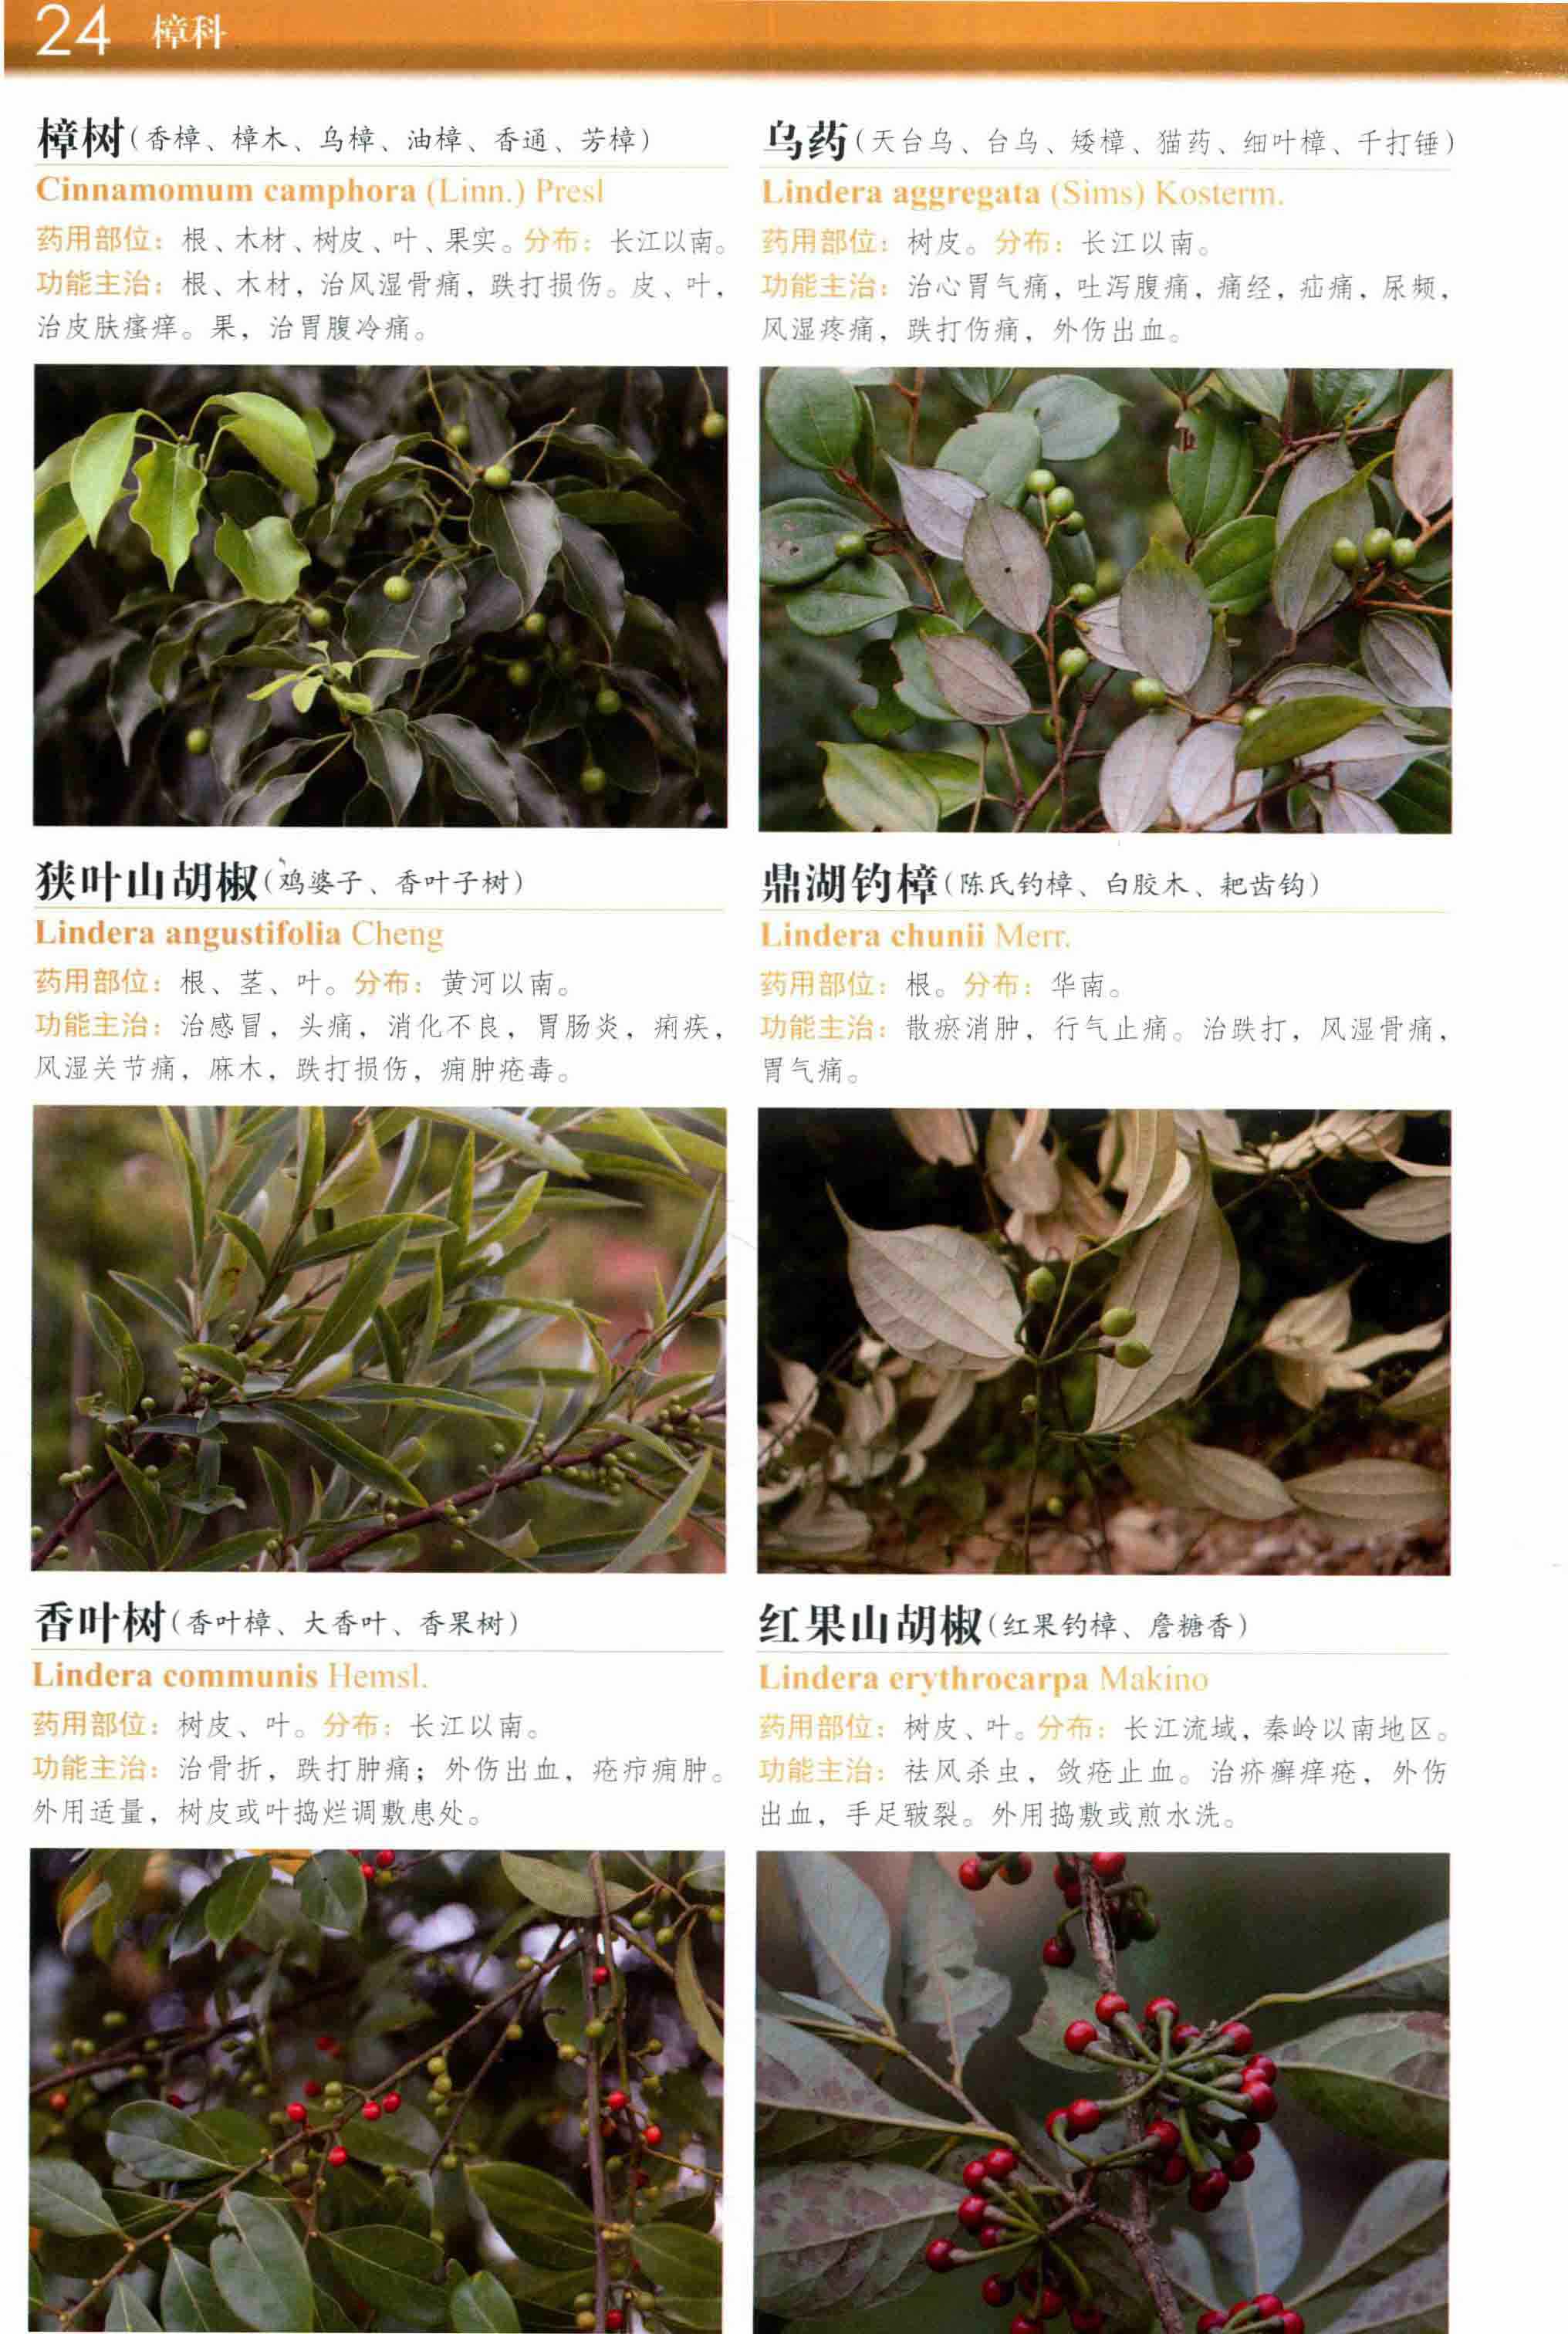 24 樟科
樟树(香樟、樟木、乌樟、油樟、香通、芳樟)
Cinnamomum camphora (Linn.) Presl
药用部位：根、木材、树皮、叶、果实。分布：长江以南。
功能主治：根、木材，治风湿骨痛，跌打损伤。皮、叶，
治皮肤瘙痒。果，治胃腹冷痛。
乌药(天台乌、台乌、矮樟、猫药、细叶樟、千打锤)
Lindera aggregata (Sims) Kosterm.
药用部位：树皮。分布：长江以南。
功能主治：治心胃气痛，吐泻腹痛，痛经，疝痛，尿频，
风湿疼痛，跌打伤痛，外伤出血。
狭叶山胡椒(鸡婆子、香叶子树)
Lindera angustifolia Cheng
药用部位：根、茎、叶。分布：黄河以南。
功能主治：治感冒，头痛，消化不良，胃肠炎，痢疾，
风湿关节痛，麻木，跌打损伤，痈肿疮毒。
鼎湖钓樟(陈氏钓樟、白胶木、耙齿钩)
Lindera chunii Merr.
药用部位：根。分布：华南。
功能主治：散瘀消肿，行气止痛。治跌打，风湿骨痛，
胃气痛。
香叶树(香叶樟、大香叶、香果树)
Lindera communis Hemsl.
药用部位：树皮、叶。分布：长江以南。
功能主治：治骨折，跌打肿痛；外伤出血，疮疖痈肿。
外用适量，树皮或叶捣烂调敷患处。
红果山胡椒(红果钓樟、詹糖香)
Lindera erythrocarpa Makino
药用部位：树皮、叶。分布：长江流域，秦岭以南地区。
功能主治：祛风杀虫，敛疮止血。治疥癣痒疮，外伤
出血，手足皲裂。外用捣敷或煎水洗。